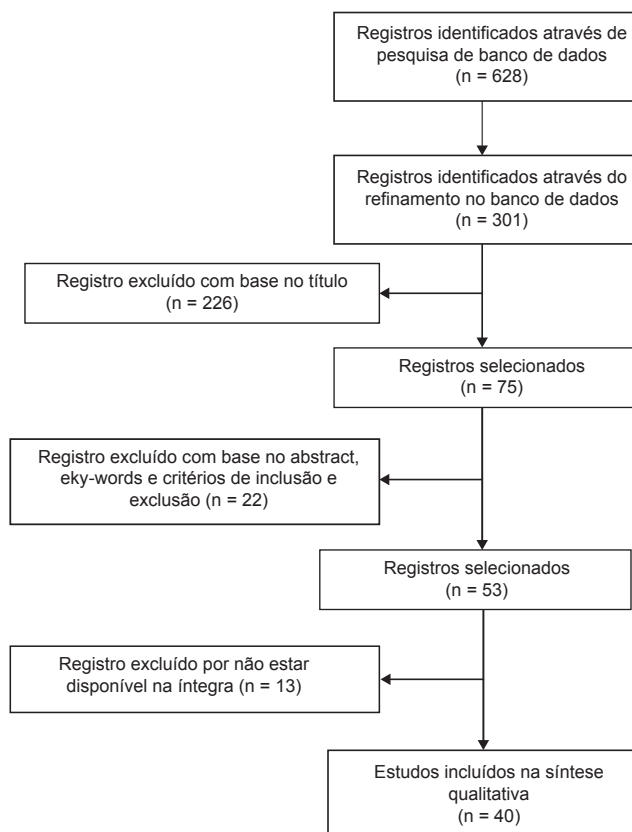 Registros identificados através de
pesquisa de banco de dados
(n = 628)
Registros identificados através do
refinamento no banco de dados
(n = 301)
Registro excluído com base no título
(n = 226)
Registros selecionados
(n = 75)
Registro excluído com base no abstract,
eky-words e critérios de inclusão e
exclusão (n = 22)
Registros selecionados
(n = 53)
Registro excluído por não estar
disponível na íntegra (n = 13)
Estudos incluídos na síntese
qualitativa
(n = 40)